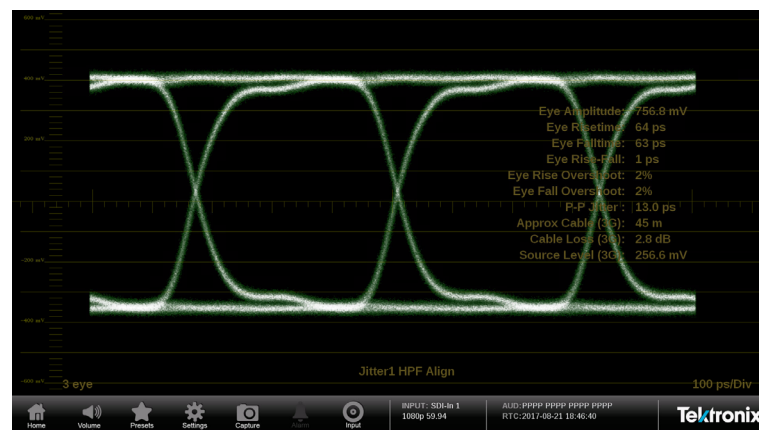 600 mV
400 mV
Eye Amplitude: 756.8 mV
Eye Risetime: 64 ps
200 mV
Eye Falltime: 63 ps
Eye Rise-Fall: 1 ps
Eye Rise Overshoot: 2%
Eye Fall Overshoot: 2%
P-P Jitter : 13.0 ps
Approx Cable (3G): 45 m
Cable Loss (3G): 2.8 dB
Source Level (3G): 256.6 mV
-200 mV
-400 mV
Jitter1 HPF Align
-600 mV
3 eye
100 ps/Div
Home
Volume
Presets
Settings
Capture
Alarm
Input
INPUT: SDI-In 1
1080p 59.94
AUD: PPPP PPPP PPPP PPPP
RTC: 2017-08-21 18:46:40
Tektronix